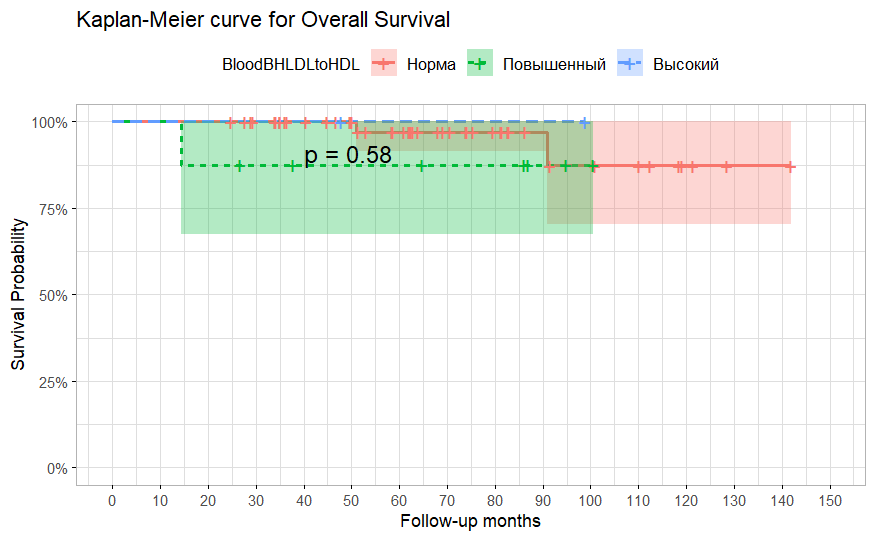 Kaplan-Meier curve for Overall Survival
BloodBHLDLtoHDL Норма Повышенный Высокий
100%
p = 0.58
75%
50%
25%
0%
Survival Probability
0 10 20 30 40 50 60 70 80 90 100 110 120 130 140 150
Follow-up months